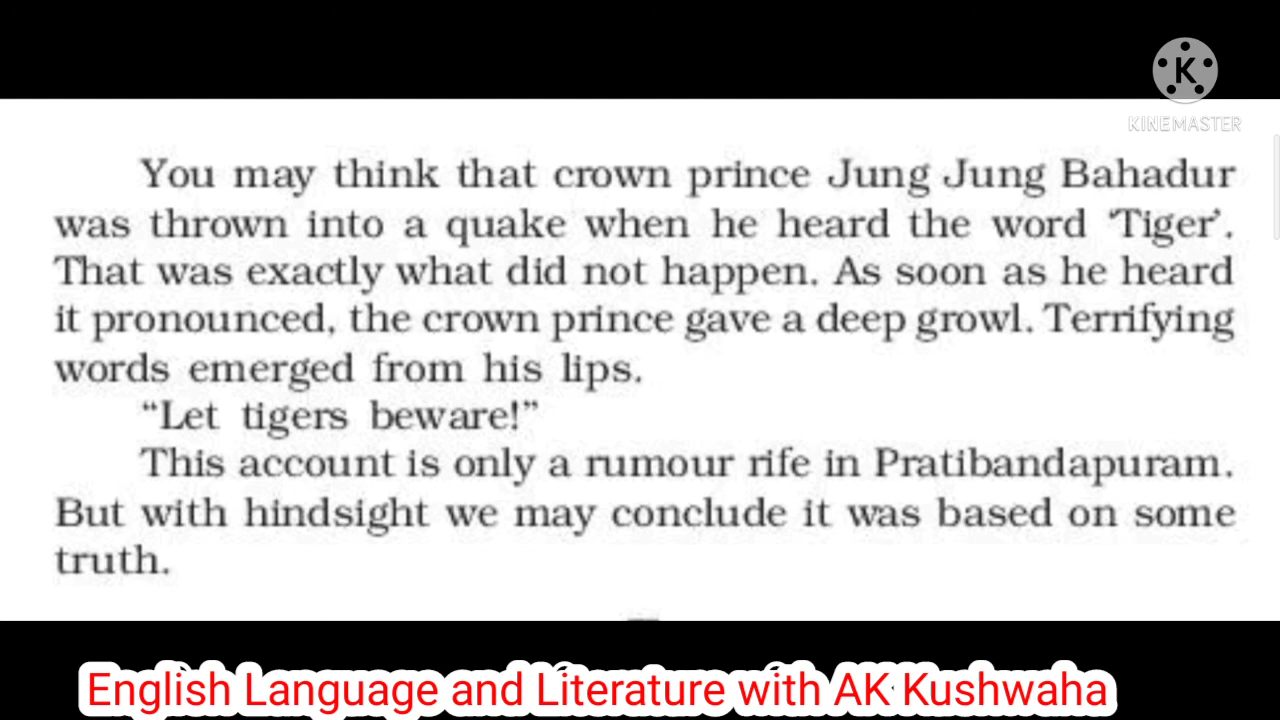 K
KINEMASTER
You may think that crown prince Jung Jung Bahadur
was thrown into a quake when he heard the word ‘Tiger’.
That was exactly what did not happen. As soon as he heard
it pronounced, the crown prince gave a deep growl. Terrifying
words emerged from his lips.
“Let tigers beware!”
This account is only a rumour rife in Pratibandapuram.
But with hindsight we may conclude it was based on some
truth.
English Language and Literature with AK Kushwaha